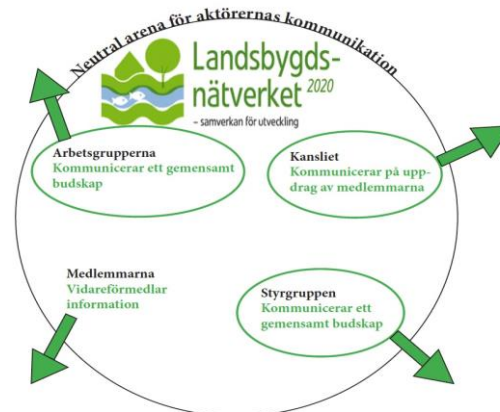 Neutral arena för aktörernas kommunikation
Landsbygds-
nätverket 2020
– samverkan för utveckling
Arbetsgrupperna
Kommunicerar ett gemensamt
budskap
Kansliet
Kommunicerar på upp-
drag av medlemmarna
Medlemmarna
Vidareförmedlar
information
Styrgruppen
Kommunicerar ett
gemensamt budskap